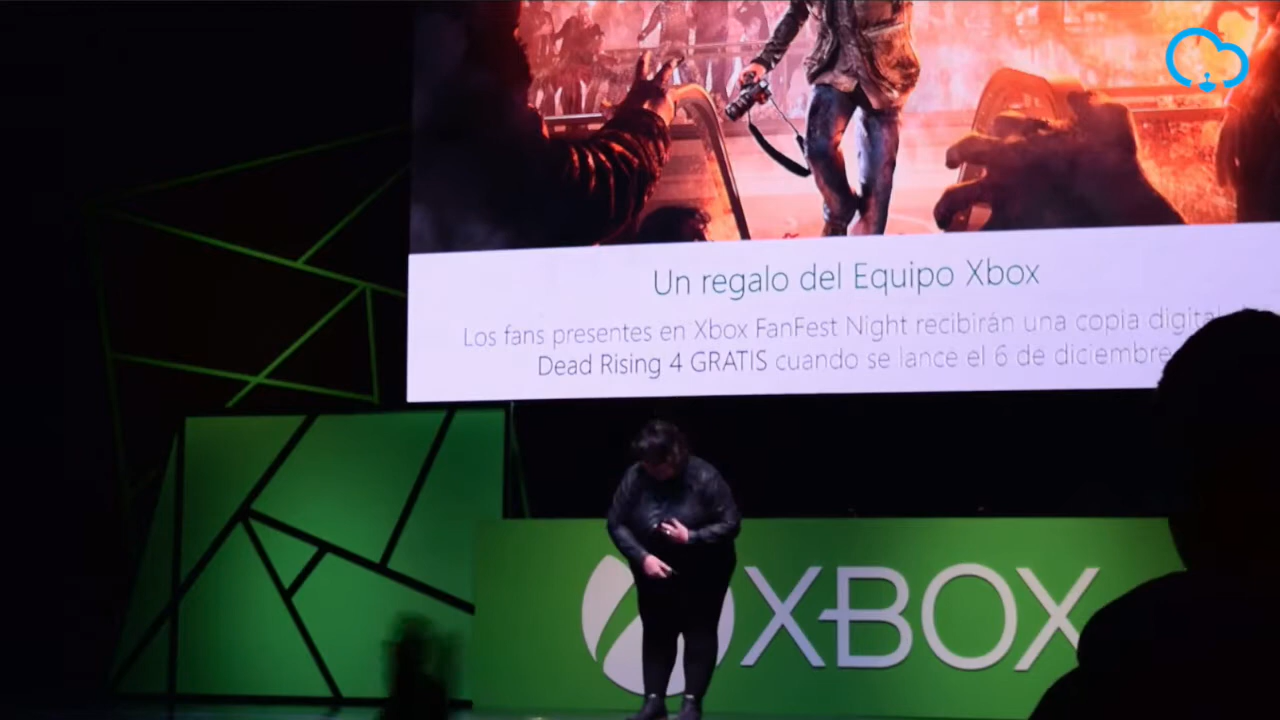 Un regalo del Equipo Xbox
Los fans presentes en Xbox FanFest Night recibirán una copia digital
Dead Rising 4 GRATIS cuando se lance el 6 de diciembre
XBOX